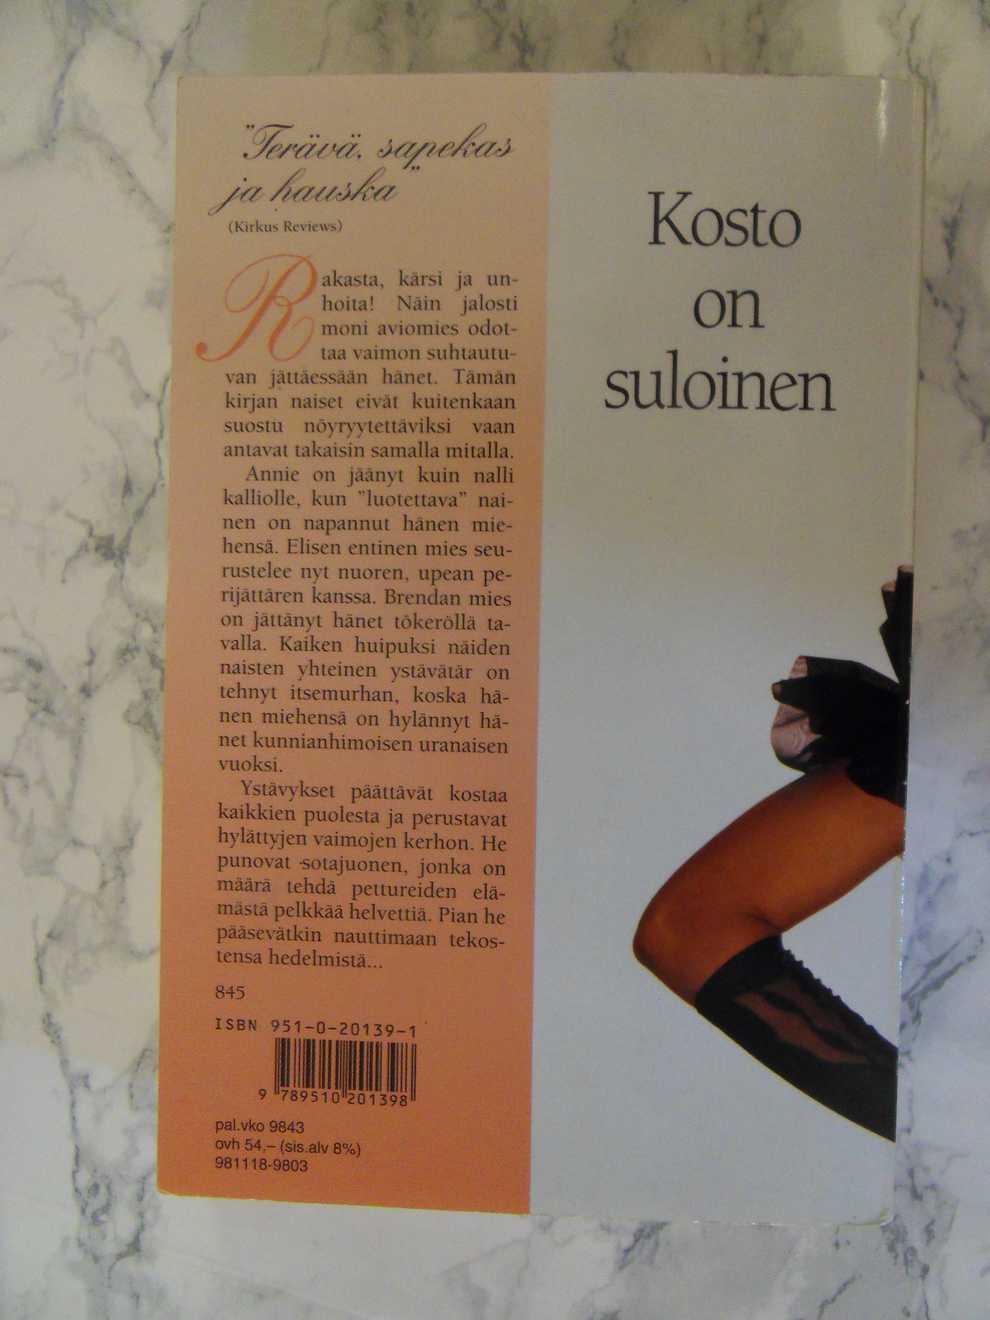 "Terävä, sapekas
ja hauska"
(Kirkus Reviews)
Rakasta, kärsi ja un-
hoita! Näin jalosti
moni aviomies odot-
taa vaimon suhtautu-
van jättäessään hänet. Tämän
kirjan naiset eivät kuitenkaan
suostu nöyryytettäviksi vaan
antavat takaisin samalla mitalla.
Annie on jäänyt kuin nalli
kalliolle, kun "luotettava" nai-
nen on napannut hänen mie-
hensä. Elisen entinen mies seu-
rustelee nyt nuoren, upean pe-
rijättären kanssa. Brendan mies
on jättänyt hänet tökeröllä ta-
valla. Kaiken huipuksi näiden
naisten yhteinen ystävätär on
tehnyt itsemurhan, koska hä-
nen miehensä on hylännyt hä-
net kunnianhimoisen uranaisen
vuoksi.
Ystävykset päättävät kostaa
kaikkien puolesta ja perustavat
hylättyjen vaimojen kerhon. He
punovat sotajuonen, jonka on
määrä tehdä pettureiden elä-
mästä pelkkää helvettiä. Pian he
pääsevätkin nauttimaan tekos-
tensa hedelmistä...
845
ISBN 951-0-20139-1
9 789510 201398
pal.vko 9843
ovh 54,– (sis.alv 8%)
981118-9803
Kosto
on
suloinen